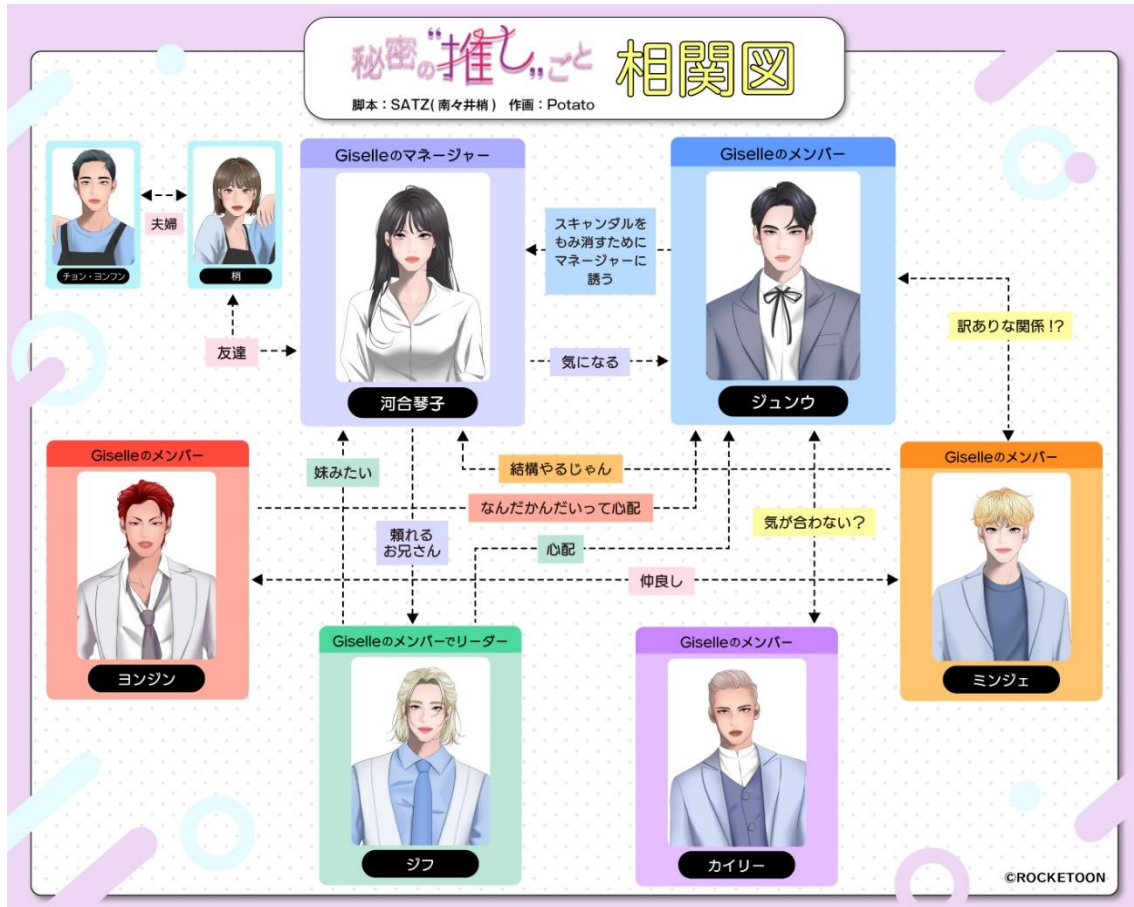 秘密の“推し”ごと 相関図
脚本：SATZ(南々井梢) 作画：Potato
チョン・ヨンフン
夫婦
梢
友達
Giselleのマネージャー
河合琴子
スキャンダルを
もみ消すために
マネージャーに
誘う
気になる
Giselleのメンバー
ジュンウ
訳ありな関係!?
Giselleのメンバー
ヨンジン
妹みたい
頼れる
お兄さん
結構やるじゃん
なんだかんだいって心配
心配
気が合わない？
仲良し
Giselleのメンバー
ミンジェ
Giselleのメンバーでリーダー
ジフ
Giselleのメンバー
カイリー
©ROCKETOON